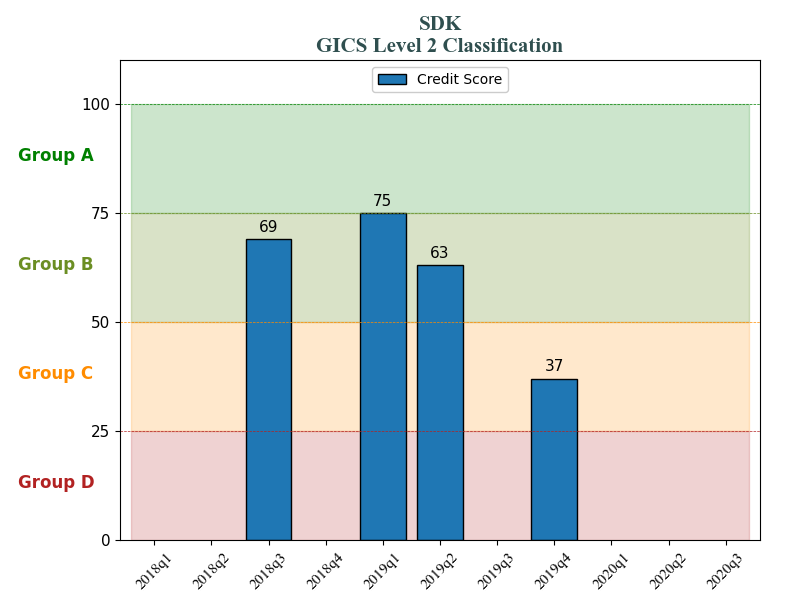 SDK
GICS Level 2 Classification
Credit Score
100
Group A
75
75
69
Group B
63
50
Group C
37
25
Group D
0
2018q1 2018q2 2018q3 2018q4 2019q1 2019q2 2019q3 2019q4 2020q1 2020q2 2020q3